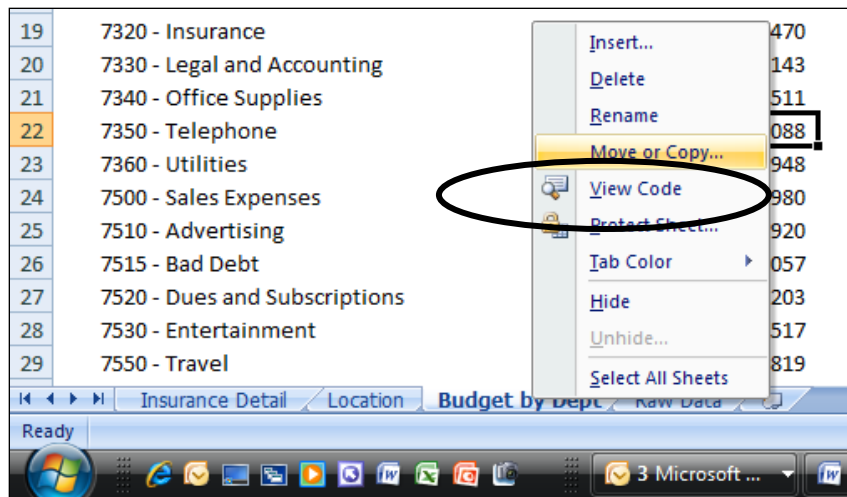 19 7320 - Insurance 470
20 7330 - Legal and Accounting 143
21 7340 - Office Supplies 511
22 7350 - Telephone 088
23 7360 - Utilities 948
24 7500 - Sales Expenses 980
25 7510 - Advertising 920
26 7515 - Bad Debt 057
27 7520 - Dues and Subscriptions 203
28 7530 - Entertainment 517
29 7550 - Travel 819
Insert...
Delete
Rename
Move or Copy...
View Code
Protect Sheet...
Tab Color
Hide
Unhide...
Select All Sheets
Insurance Detail Location Budget by Dept Raw Data
Ready
3 Microsoft ...